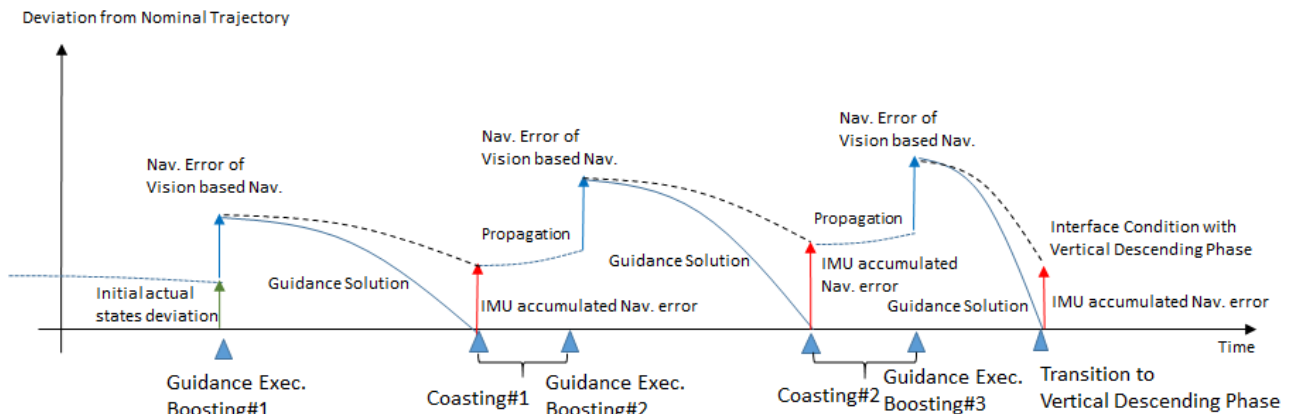 Deviation from Nominal Trajectory
Nav. Error of
Vision based Nav.
Nav. Error of
Vision based Nav.
Nav. Error of
Vision based Nav.
Propagation
Propagation
Interface Condition with
Vertical Descending Phase
Initial actual
states deviation
Guidance Solution
IMU accumulated Nav. error
Guidance Solution
IMU accumulated
Nav. error
Guidance Solution
IMU accumulated Nav. error
Time
Guidance Exec.
Boosting#1
Coasting#1
Guidance Exec.
Boosting#2
Coasting#2
Guidance Exec.
Boosting#3
Transition to
Vertical Descending Phase